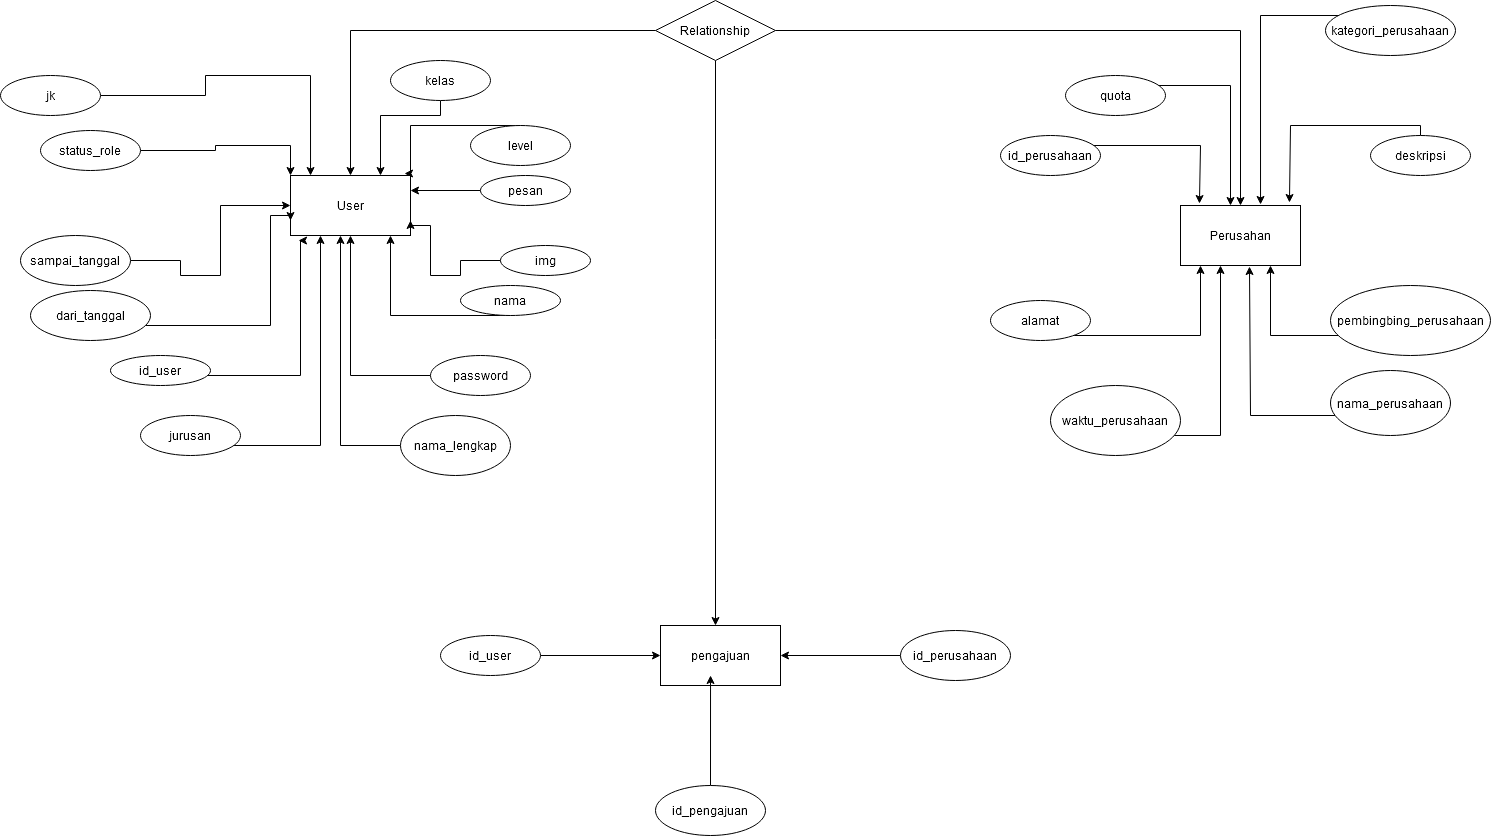 Relationship
kategori_perusahaan
kelas
jk
quota
level
status_role
id_perusahaan
deskripsi
pesan
User
Perusahan
sampai_tanggal
img
nama
dari_tanggal
alamat
pembingbing_perusahaan
id_user
password
nama_perusahaan
waktu_perusahaan
jurusan
nama_lengkap
id_user
pengajuan
id_perusahaan
id_pengajuan